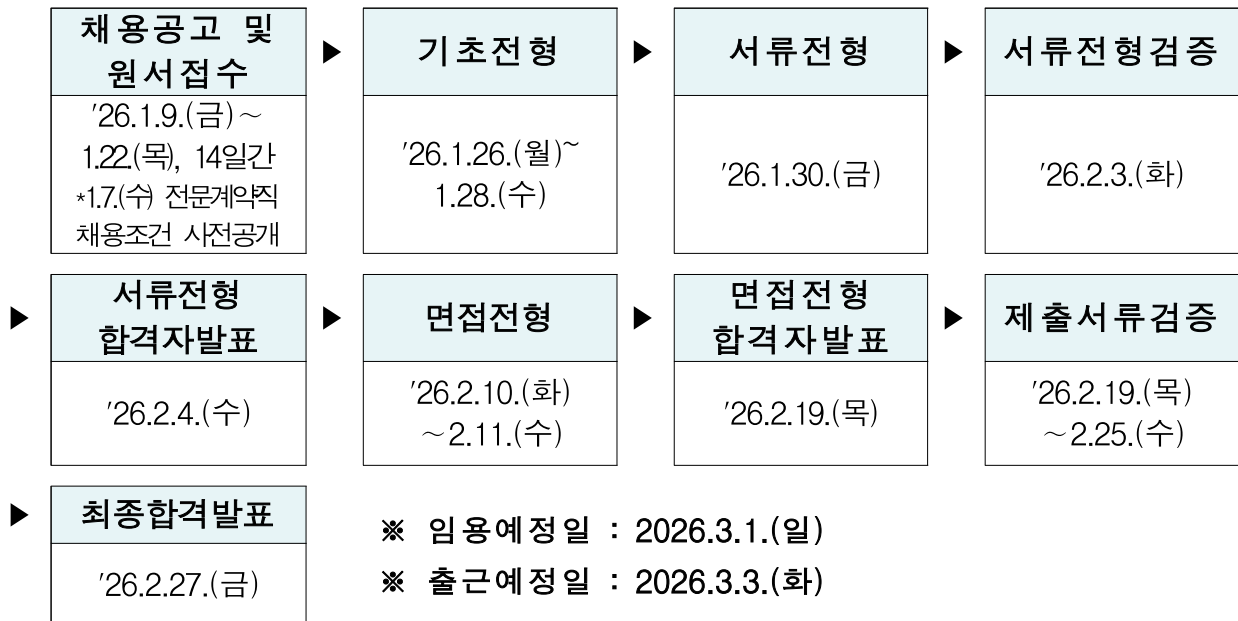 채용공고 및
원서접수
▶
기초전형
▶
서류전형
▶
서류전형검증
'26.1.9.(금)~
1.22.(목), 14일간
*1.7.(수) 전문계약직
채용조건 사전공개
'26.1.26.(월)~
1.28.(수)
'26.1.30.(금)
'26.2.3.(화)
▶
서류전형
합격자발표
▶
면접전형
▶
면접전형
합격자발표
▶
제출서류검증
'26.2.4.(수)
'26.2.10.(화)
~2.11.(수)
'26.2.19.(목)
'26.2.19.(목)
~2.25.(수)
▶
최종합격발표
'26.2.27.(금)
※ 임용예정일 : 2026.3.1.(일)
※ 출근예정일 : 2026.3.3.(화)